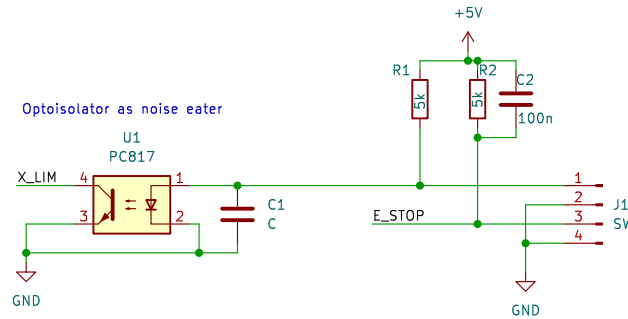 +5V
R1
5k
R2
5k
C2
100n
Optoisolator as noise eater
U1
PC817
X_LIM
4
1
3
2
C1
C
E_STOP
1
2
3
4
J1
SW
GND
GND